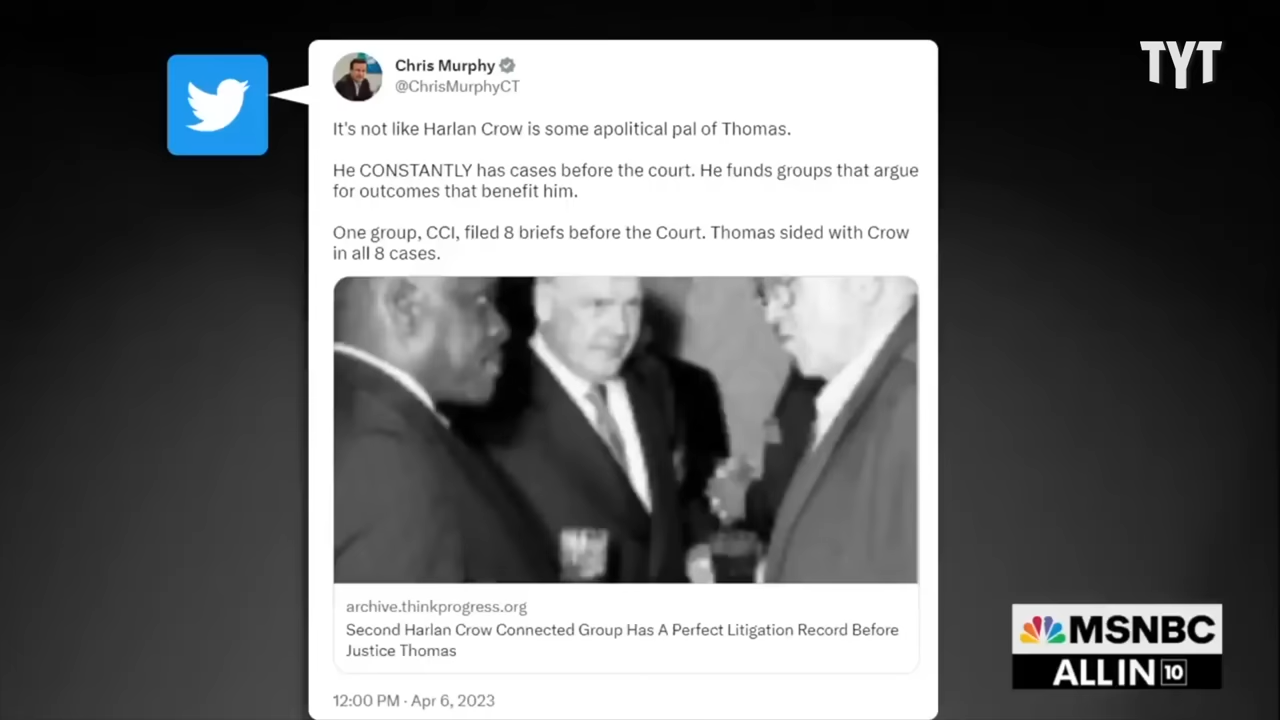 TYT
Chris Murphy
@ChrisMurphyCT
It's not like Harlan Crow is some apolitical pal of Thomas.
He CONSTANTLY has cases before the court. He funds groups that argue
for outcomes that benefit him.
One group, CCI, filed 8 briefs before the Court. Thomas sided with Crow
in all 8 cases.
archive.thinkprogress.org
Second Harlan Crow Connected Group Has A Perfect Litigation Record Before
Justice Thomas
12:00 PM · Apr 6, 2023
MSNBC
ALL IN 10